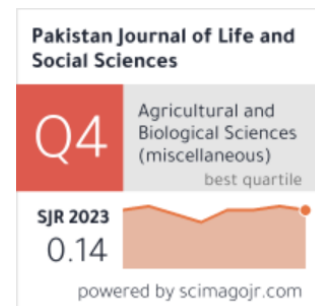 Pakistan Journal of Life and
Social Sciences
Q4
Agricultural and
Biological Sciences
(miscellaneous)
best quartile
SJR 2023
0.14
powered by scimagojr.com